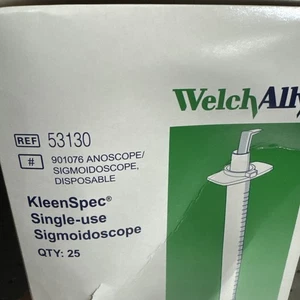 WelchAlly
REF 53130
# 901076 ANOSCOPE/
SIGMOIDOSCOPE,
DISPOSABLE
KleenSpec®
Single-use
Sigmoidoscope
QTY: 25